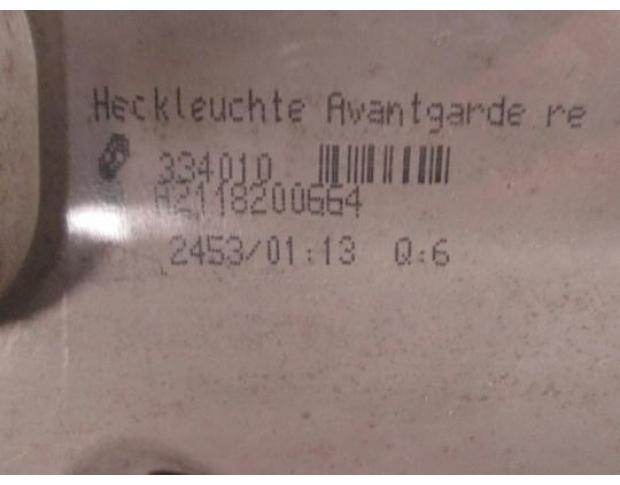 Heckleuchte Avantgarde re
334010
A2118200664
2453/01:13 Q:6